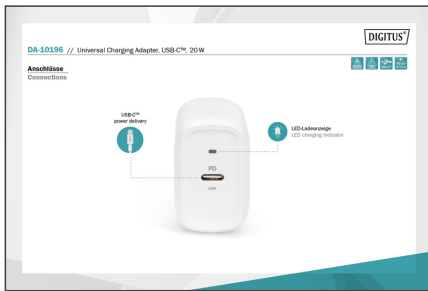 DIGITUS®
DA-10196 // Universal Charging Adapter, USB-C™, 20 W
Anschlüsse
Connections
USB-C™
power delivery
LED-Ladeanzeige
LED charging indicator
PD
20W